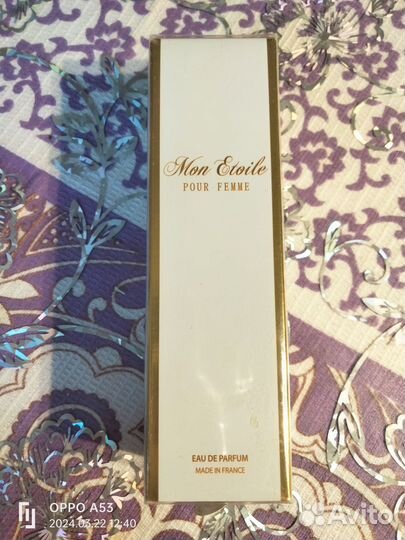 Mon Etoile
POUR FEMME
EAU DE PARFUM
MADE IN FRANCE
OPPO A53
2024.03.22 12:40
Avito